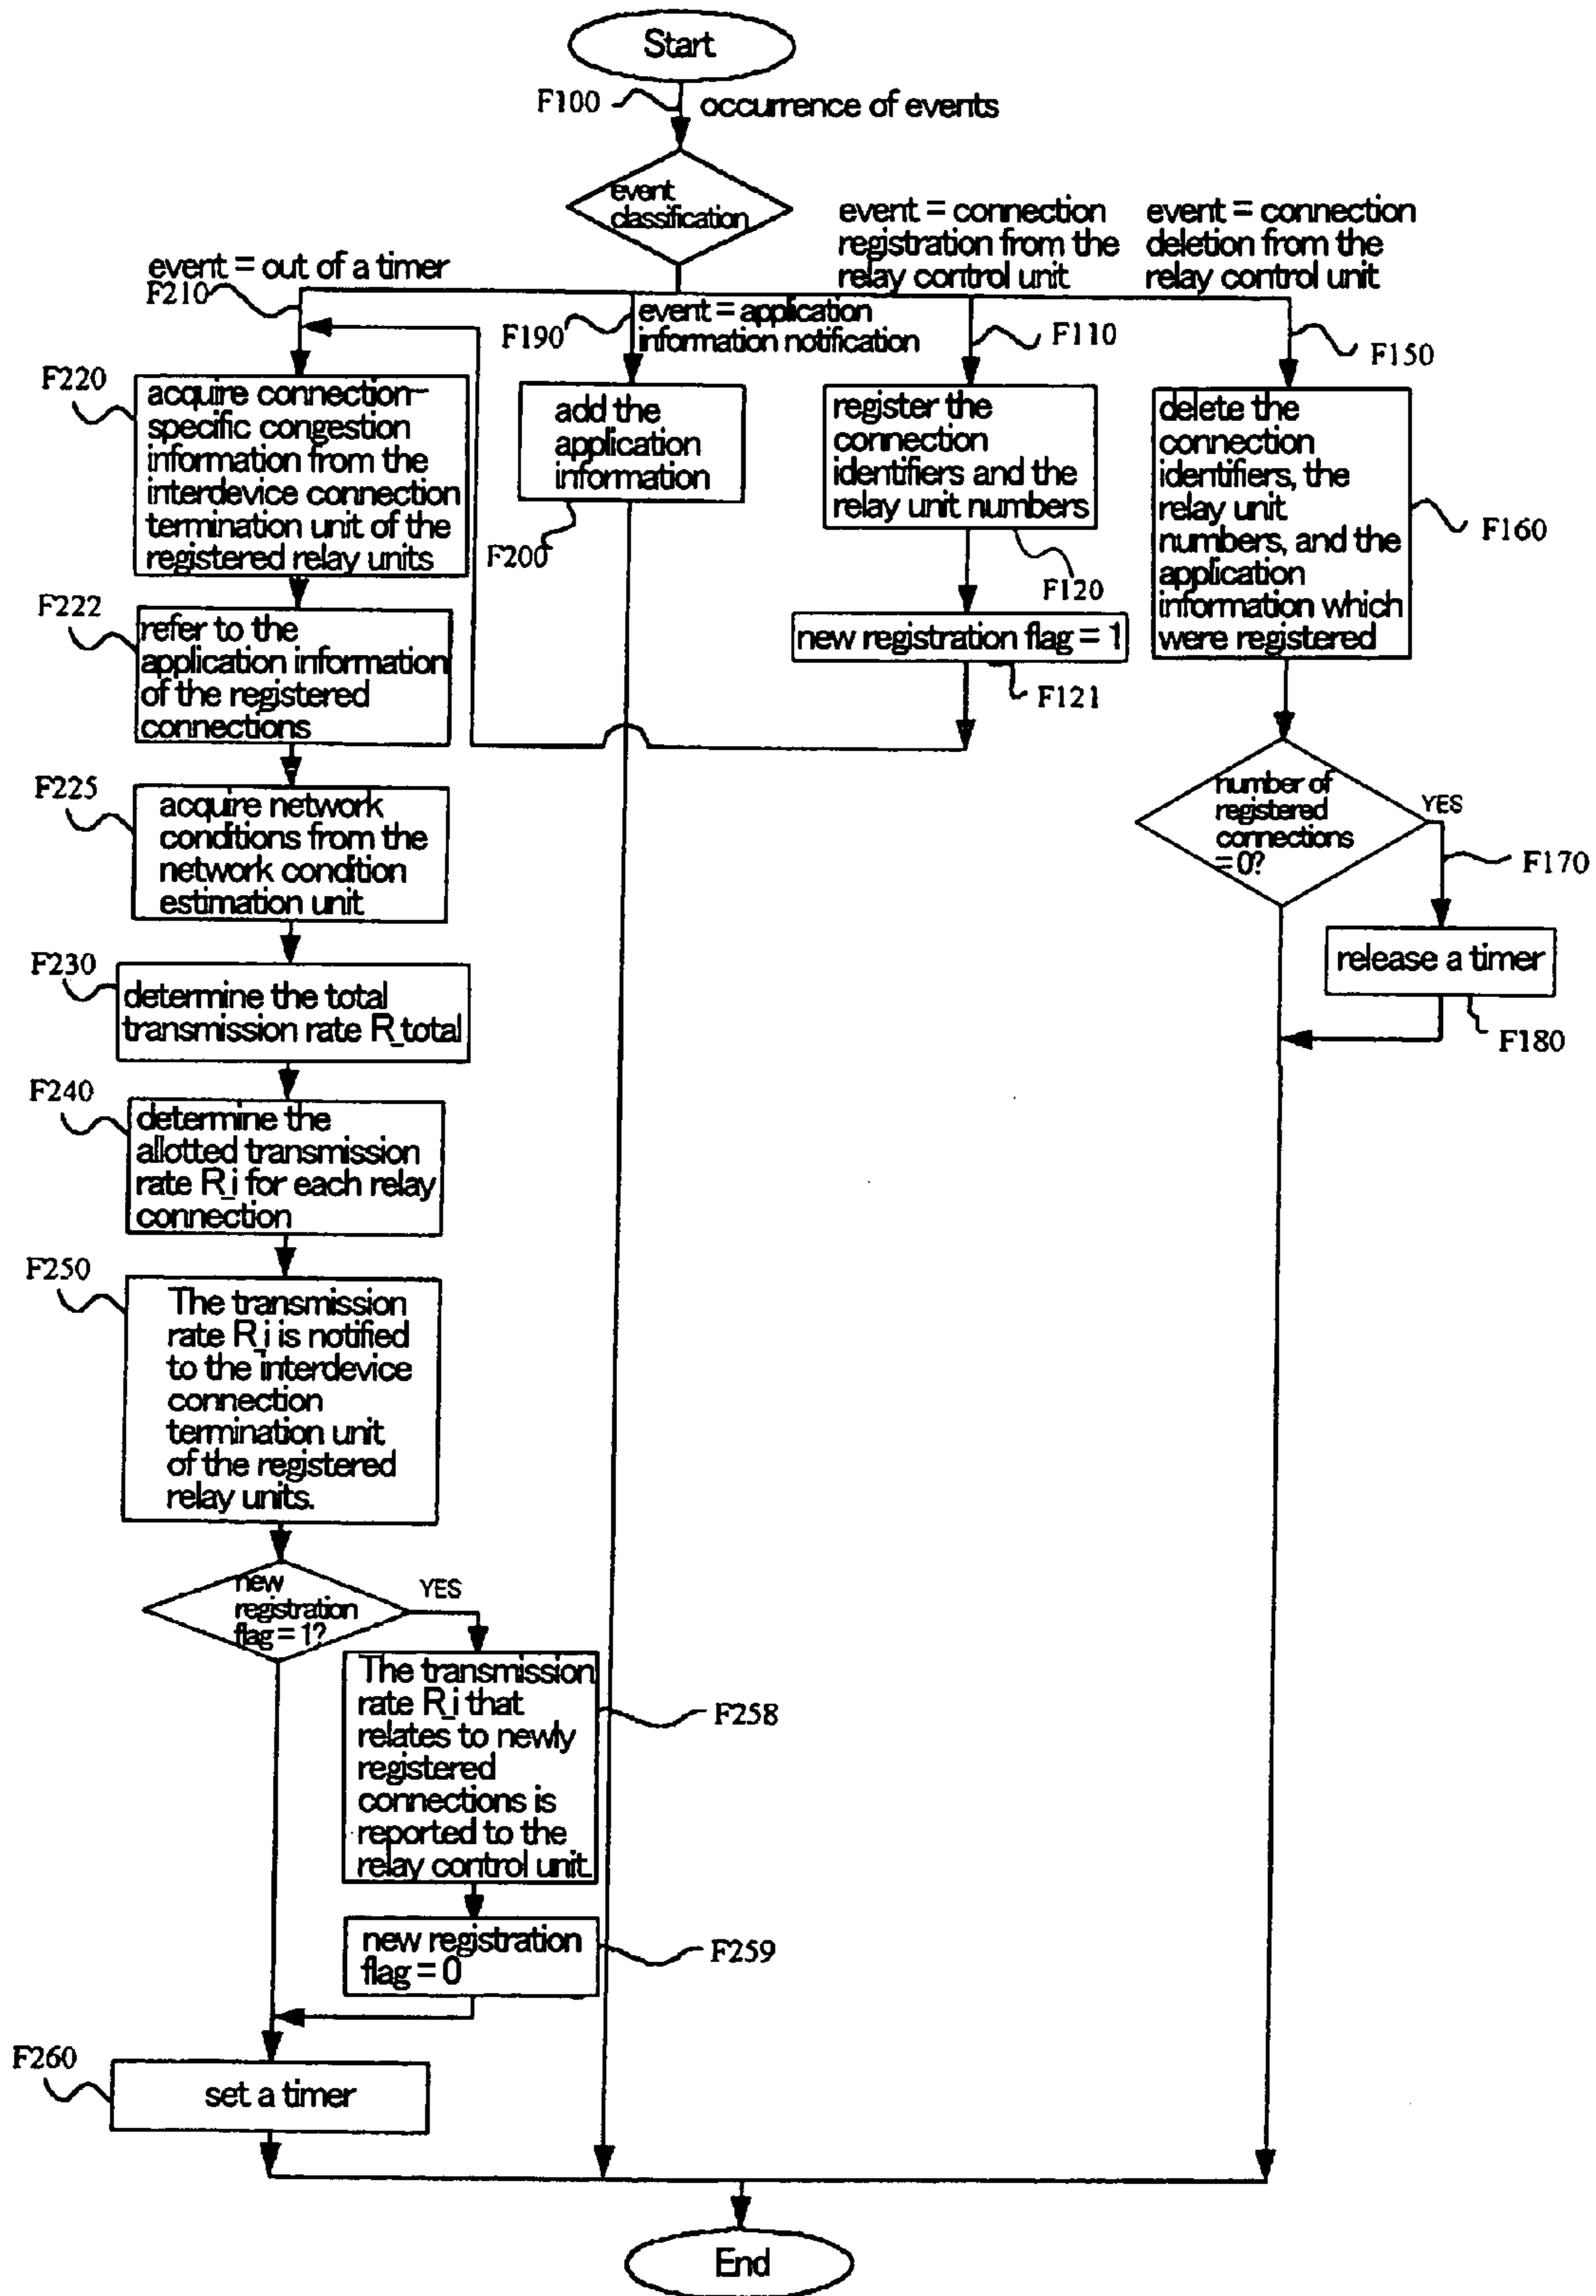 Start
F100
occurrence of events
event
classification
event = connection
registration from the
relay control unit
event = connection
deletion from the
relay control unit
event = out of a timer
F210
F190
event = application
information notification
F110
F150
F220
acquire connection-
specific congestion
information from the
interdevice connection
termination unit of the
registered relay units
add the
application
information
F200
register the
connection
identifiers and the
relay unit numbers
F120
delete the
connection
identifiers, the
relay unit
numbers, and the
application
information which
were registered
F160
F222
refer to the
application information
of the registered
connections
new registration flag = 1
F121
F225
acquire network
conditions from the
network condition
estimation unit
number of
registered
connections
=0?
YES
F170
release a timer
F180
F230
determine the total
transmission rate R_total
F240
determine the
allotted transmission
rate R_i for each relay
connection
F250
The transmission
rate R_i is notified
to the interdevice
connection
termination unit
of the registered
relay units.
new
registration
flag = 1?
YES
The transmission
rate R_i that
relates to newly
registered
connections is
reported to the
relay control unit.
F258
new registration
flag = 0
F259
F260
set a timer
End